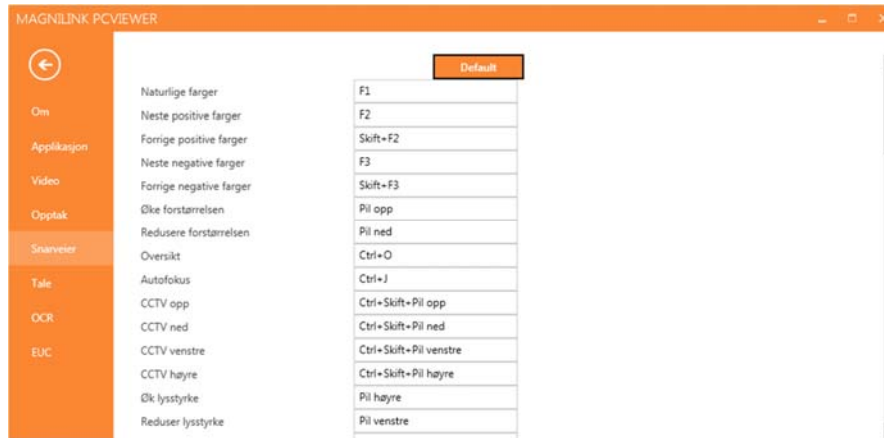 MAGNILINK PCVIEWER
Om
Applikasjon
Video
Opptak
Snarveier
Tale
OCR
EUC
Default
Naturlige farger F1
Neste positive farger F2
Forrige positive farger Skift+F2
Neste negative farger F3
Forrige negative farger Skift+F3
Øke forstørrelsen Pil opp
Redusere forstørrelsen Pil ned
Oversikt Ctrl+O
Autofokus Ctrl+J
CCTV opp Ctrl+Skift+Pil opp
CCTV ned Ctrl+Skift+Pil ned
CCTV venstre Ctrl+Skift+Pil venstre
CCTV høyre Ctrl+Skift+Pil høyre
Øk lysstyrke Pil høyre
Reduser lysstyrke Pil venstre